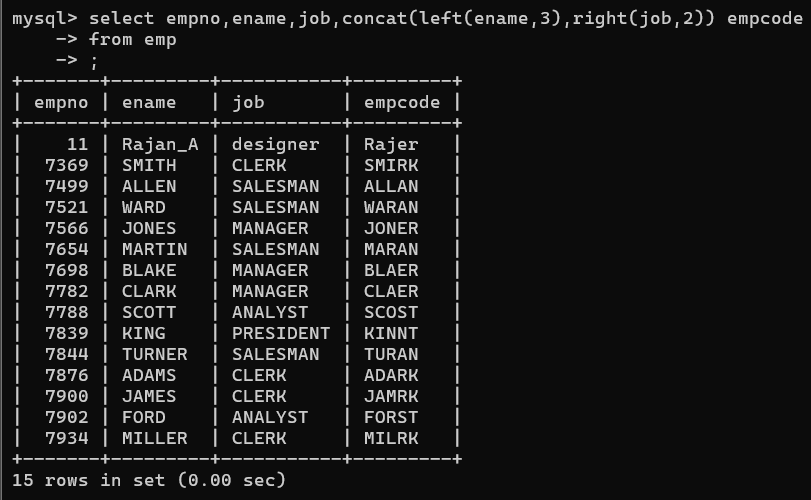 mysql> select empno,ename,job,concat(left(ename,3),right(job,2)) empcode
    -> from emp
    -> ;
+-------+---------+-----------+---------+
| empno | ename   | job       | empcode |
+-------+---------+-----------+---------+
|    11 | Rajan_A | designer  | Rajer   |
|  7369 | SMITH   | CLERK     | SMIRK   |
|  7499 | ALLEN   | SALESMAN  | ALLAN   |
|  7521 | WARD    | SALESMAN  | WARAN   |
|  7566 | JONES   | MANAGER   | JONER   |
|  7654 | MARTIN  | SALESMAN  | MARAN   |
|  7698 | BLAKE   | MANAGER   | BLAER   |
|  7782 | CLARK   | MANAGER   | CLAER   |
|  7788 | SCOTT   | ANALYST   | SCOST   |
|  7839 | KING    | PRESIDENT | KINNT   |
|  7844 | TURNER  | SALESMAN  | TURAN   |
|  7876 | ADAMS   | CLERK     | ADARK   |
|  7900 | JAMES   | CLERK     | JAMRK   |
|  7902 | FORD    | ANALYST   | FORST   |
|  7934 | MILLER  | CLERK     | MILRK   |
+-------+---------+-----------+---------+
15 rows in set (0.00 sec)